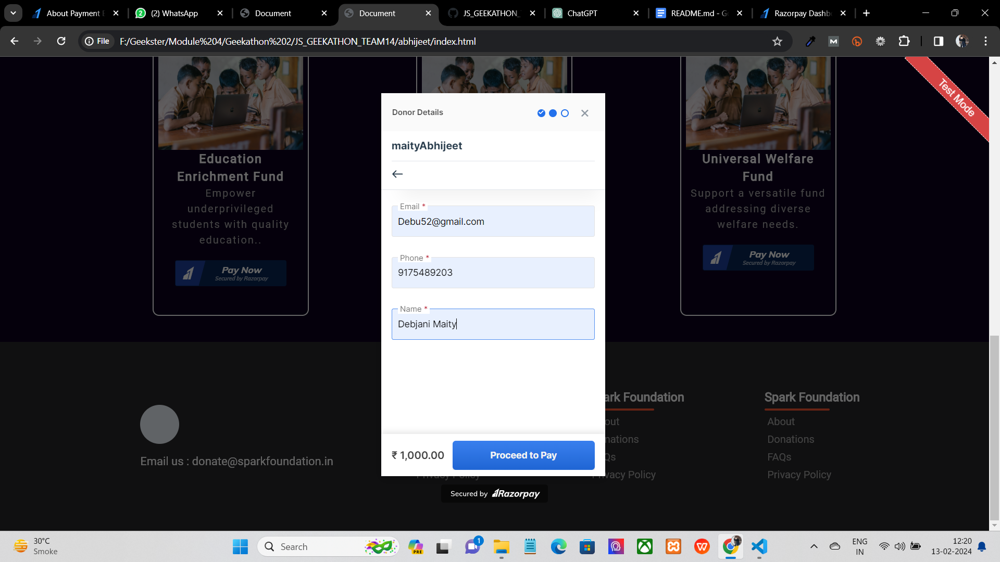 About Payment
(2) WhatsApp
Document
Document
JS_GEEKATHON_
ChatGPT
README.md - G
Razorpay Dashb
File
F:/Geekster/Module%204/Geekathon%202/JS_GEEKATHON_TEAM14/abhijeet/index.html
Test Mode
Donor Details
maityAbhijeet
Email *
Debu52@gmail.com
Phone *
9175489203
Name *
Debjani Maity
₹ 1,000.00
Proceed to Pay
Secured by Razorpay
Education
Enrichment Fund
Empower
underprivileged
students with quality
education..
Pay Now
Secured by Razorpay
Universal Welfare
Fund
Support a versatile fund
addressing diverse
welfare needs.
Pay Now
Secured by Razorpay
Email us : donate@sparkfoundation.in
Privacy Policy
ark Foundation
out
nations
Qs
vacy Policy
Spark Foundation
About
Donations
FAQs
Privacy Policy
30°C
Smoke
Search
PRE
1
ENG
IN
12:20
13-02-2024